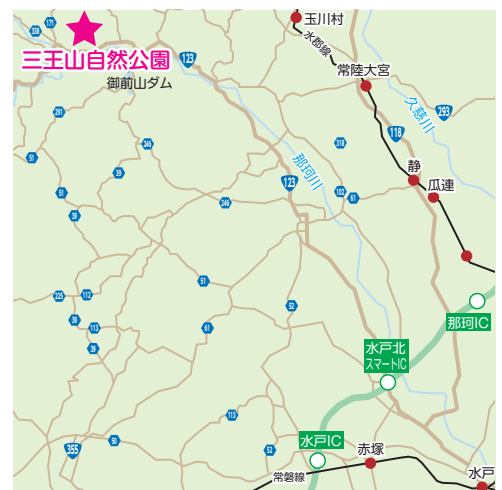 171
玉川村
338
水郡線
三王山自然公園
123
常陸大宮
御前山ダム
久慈川
293
291
118
246
318
51
那珂川
静
39
123
瓜連
51
102
61
246
39
51
225
112
52
那珂IC
39
113
61
水戸北
スマートIC
39
113
水戸IC
50
赤塚
355
52
常磐線
水戸